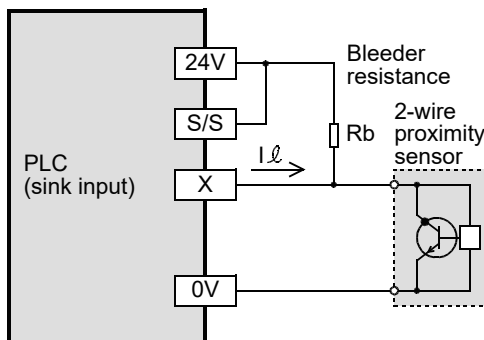 24V
Bleeder
resistance
S/S
Rb
2-wire
proximity
sensor
PLC
(sink input)
Iℓ
X
0V